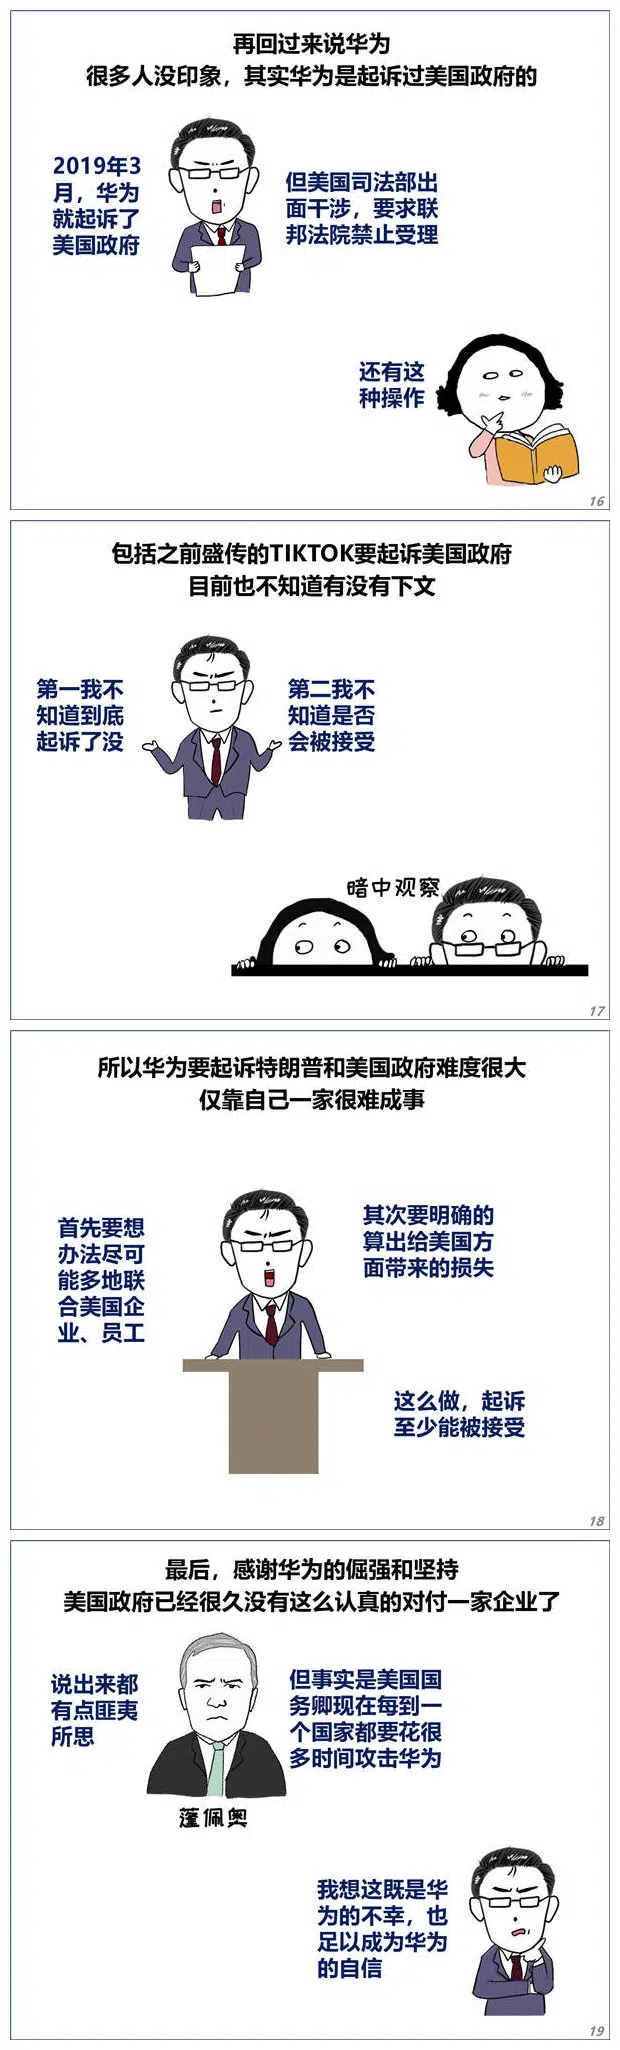 再回过来说华为
很多人没印象，其实华为是起诉过美国政府的
2019年3
月，华为
就起诉了
美国政府
但美国司法部出
面干涉，要求联
邦法院禁止受理
还有这
种操作
16
包括之前盛传的TIKTOK要起诉美国政府
目前也不知道有没有下文
第一我不
知道到底
起诉了没
第二我不
知道是否
会被接受
暗中观察
17
所以华为要起诉特朗普和美国政府难度很大
仅靠自己一家很难成事
首先要想
办法尽可
能多地联
合美国企
业、员工
其次要明确的
算出给美国方
面带来的损失
这么做，起诉
至少能被接受
18
最后，感谢华为的倔强和坚持
美国政府已经很久没有这么认真的对付一家企业了
说出来都
有点匪夷
所思
但事实是美国国
务卿现在每到一
个国家都要花很
多时间攻击华为
蓬佩奥
我想这既是华
为的不幸，也
足以成为华为
的自信
19